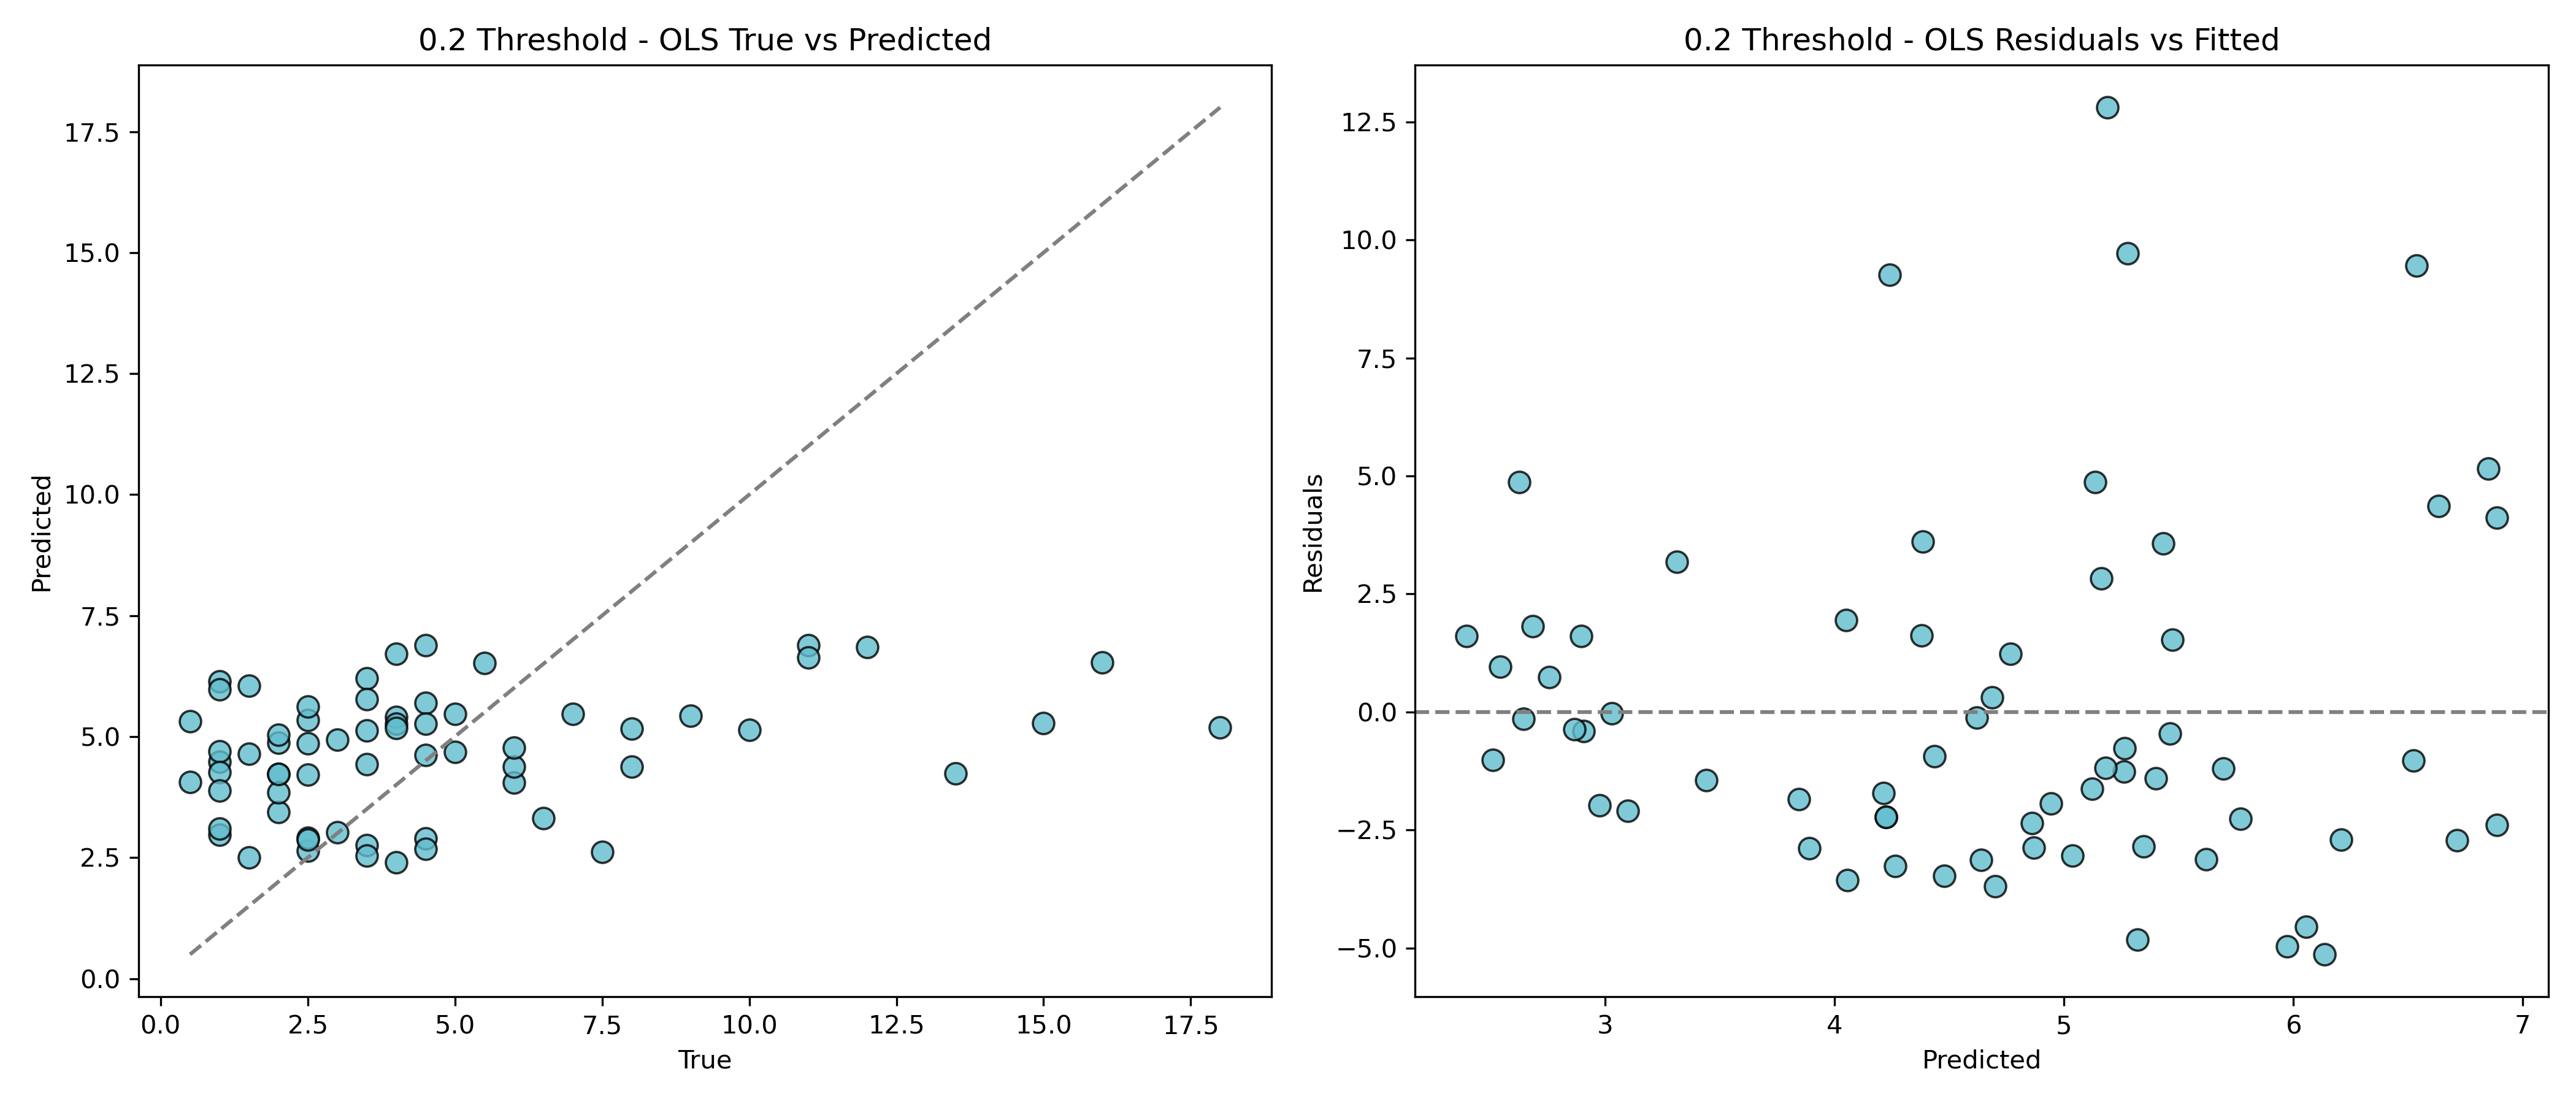 0.2 Threshold - OLS True vs Predicted
17.5
15.0
12.5
10.0
7.5
5.0
2.5
0.0
Predicted
0.0 2.5 5.0 7.5 10.0 12.5 15.0 17.5
True
0.2 Threshold - OLS Residuals vs Fitted
12.5
10.0
7.5
5.0
2.5
0.0
−2.5
−5.0
Residuals
3 4 5 6 7
Predicted